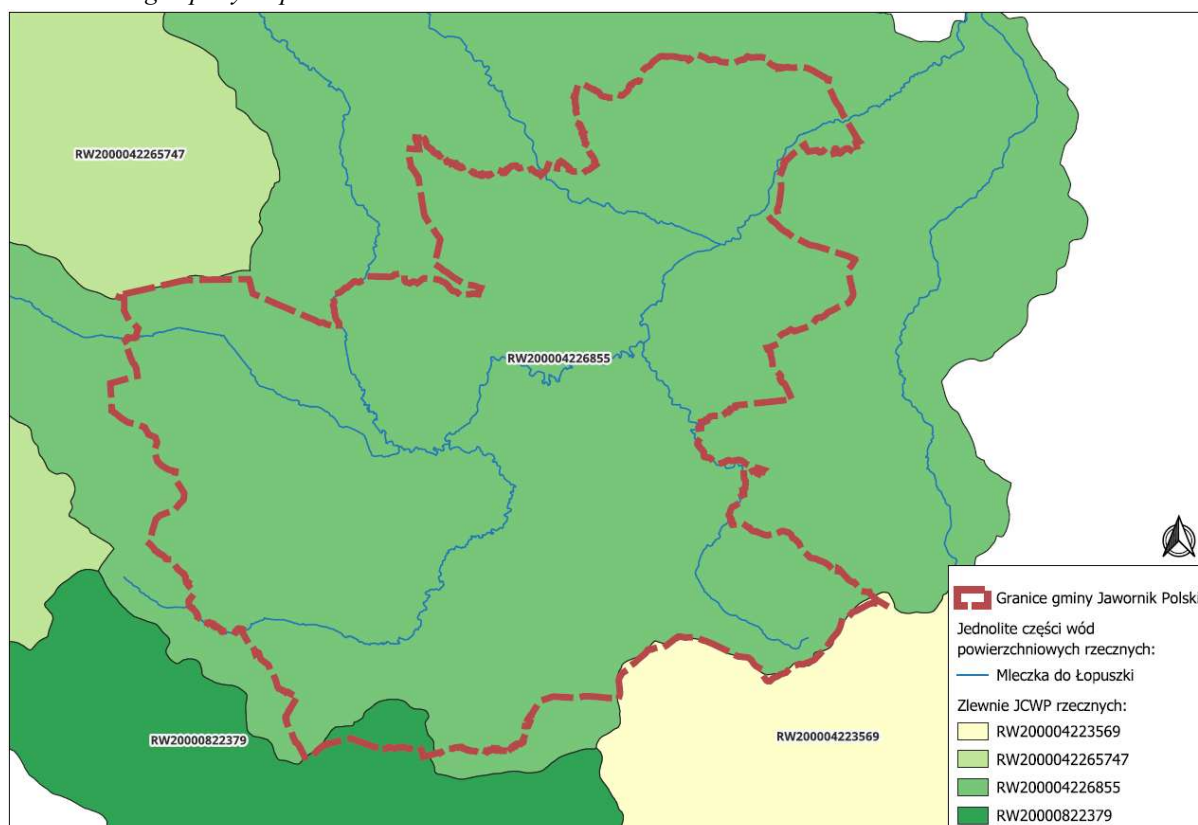 RW2000042265747
RW200004226855
RW20000822379
RW200004223569
Granice gminy Jawornik Polski
Jednolite części wód
powierzchniowych rzecznych:
Mleczka do Łopuszki
Zlewnie JCWP rzecznych:
RW200004223569
RW2000042265747
RW200004226855
RW20000822379